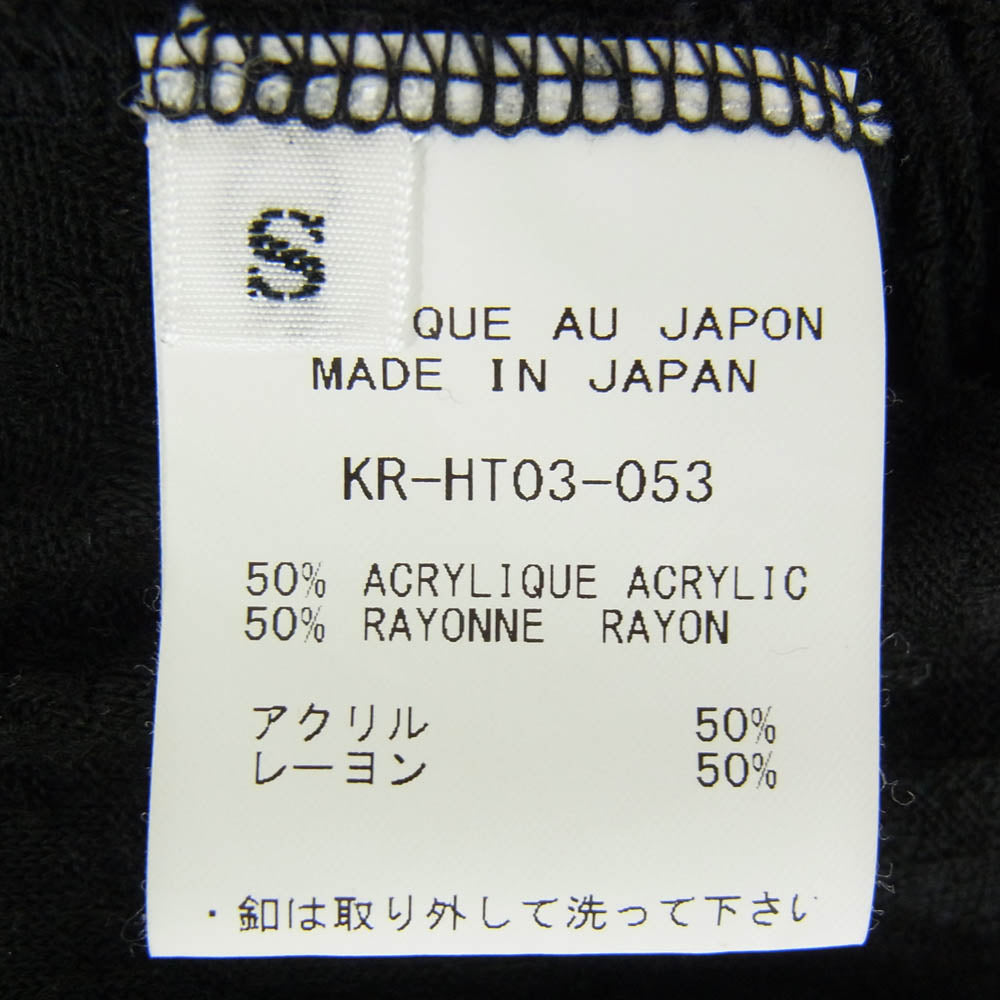 S
QUE AU JAPON
MADE IN JAPAN
KR-HT03-053
50% ACRYLIQUE ACRYLIC
50% RAYONNE RAYON
アクリル 50%
レーヨン 50%
・釦は取り外して洗って下さい